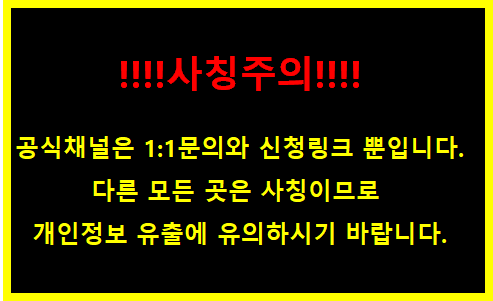 !!!!사칭주의!!!!
공식채널은 1:1문의와 신청링크 뿐입니다.
다른 모든 곳은 사칭이므로
개인정보 유출에 유의하시기 바랍니다.